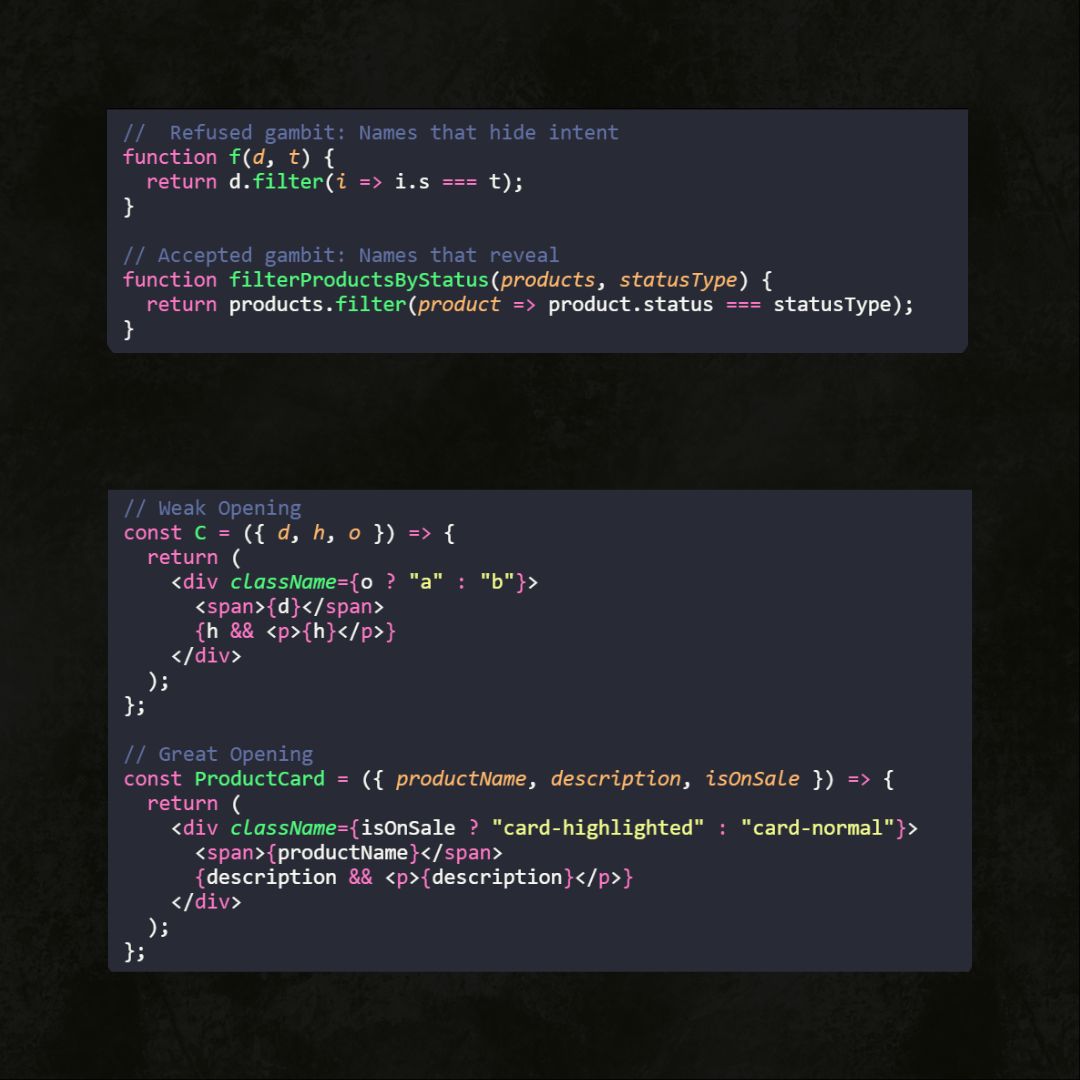 //  Refused gambit: Names that hide intent
function f(d, t) {
  return d.filter(i => i.s === t);
}

// Accepted gambit: Names that reveal
function filterProductsByStatus(products, statusType) {
  return products.filter(product => product.status === statusType);
}

// Weak Opening
const C = ({ d, h, o }) => {
  return (
    <div className={o ? "a" : "b"}>
      <span>{d}</span>
      {h && <p>{h}</p>}
    </div>
  );
};

// Great Opening
const ProductCard = ({ productName, description, isOnSale }) => {
  return (
    <div className={isOnSale ? "card-highlighted" : "card-normal"}>
      <span>{productName}</span>
      {description && <p>{description}</p>}
    </div>
  );
};